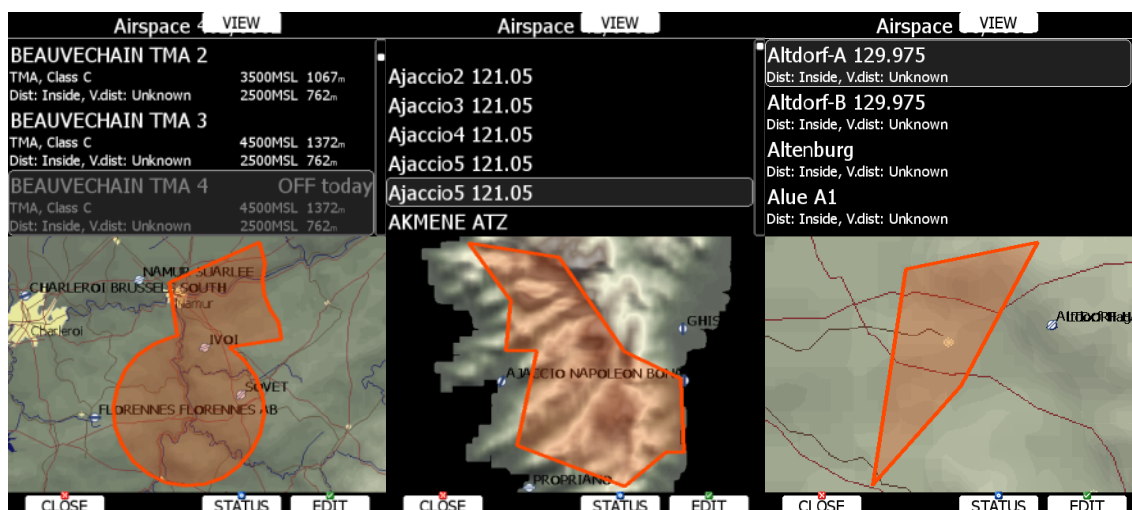 Airspace
VIEW
BEAUVECHAIN TMA 2
TMA, Class C 3500MSL 1067m
Dist: Inside, V.dist: Unknown 2500MSL 762m
BEAUVECHAIN TMA 3
TMA, Class C 4500MSL 1372m
Dist: Inside, V.dist: Unknown 2500MSL 762m
BEAUVECHAIN TMA 4 OFF today
TMA, Class C 4500MSL 1372m
Dist: Inside, V.dist: Unknown 2500MSL 762m
NAMUR SUARLEE
CHARLEROI BRUSSELS SOUTH
Namur
Charleroi
IVOI
SOVET
FLORENNES FLORENNES AB
CLOSE
STATUS
EDIT
Airspace
VIEW
Ajaccio2 121.05
Ajaccio3 121.05
Ajaccio4 121.05
Ajaccio5 121.05
Ajaccio5 121.05
AKMENE ATZ
GHIS
AJACCIO NAPOLEON BONA
PROPRIANO
CLOSE
STATUS
EDIT
Airspace
VIEW
Altdorf-A 129.975
Dist: Inside, V.dist: Unknown
Altdorf-B 129.975
Dist: Inside, V.dist: Unknown
Altenburg
Dist: Inside, V.dist: Unknown
Alue A1
Dist: Inside, V.dist: Unknown
CLOSE
STATUS
EDIT